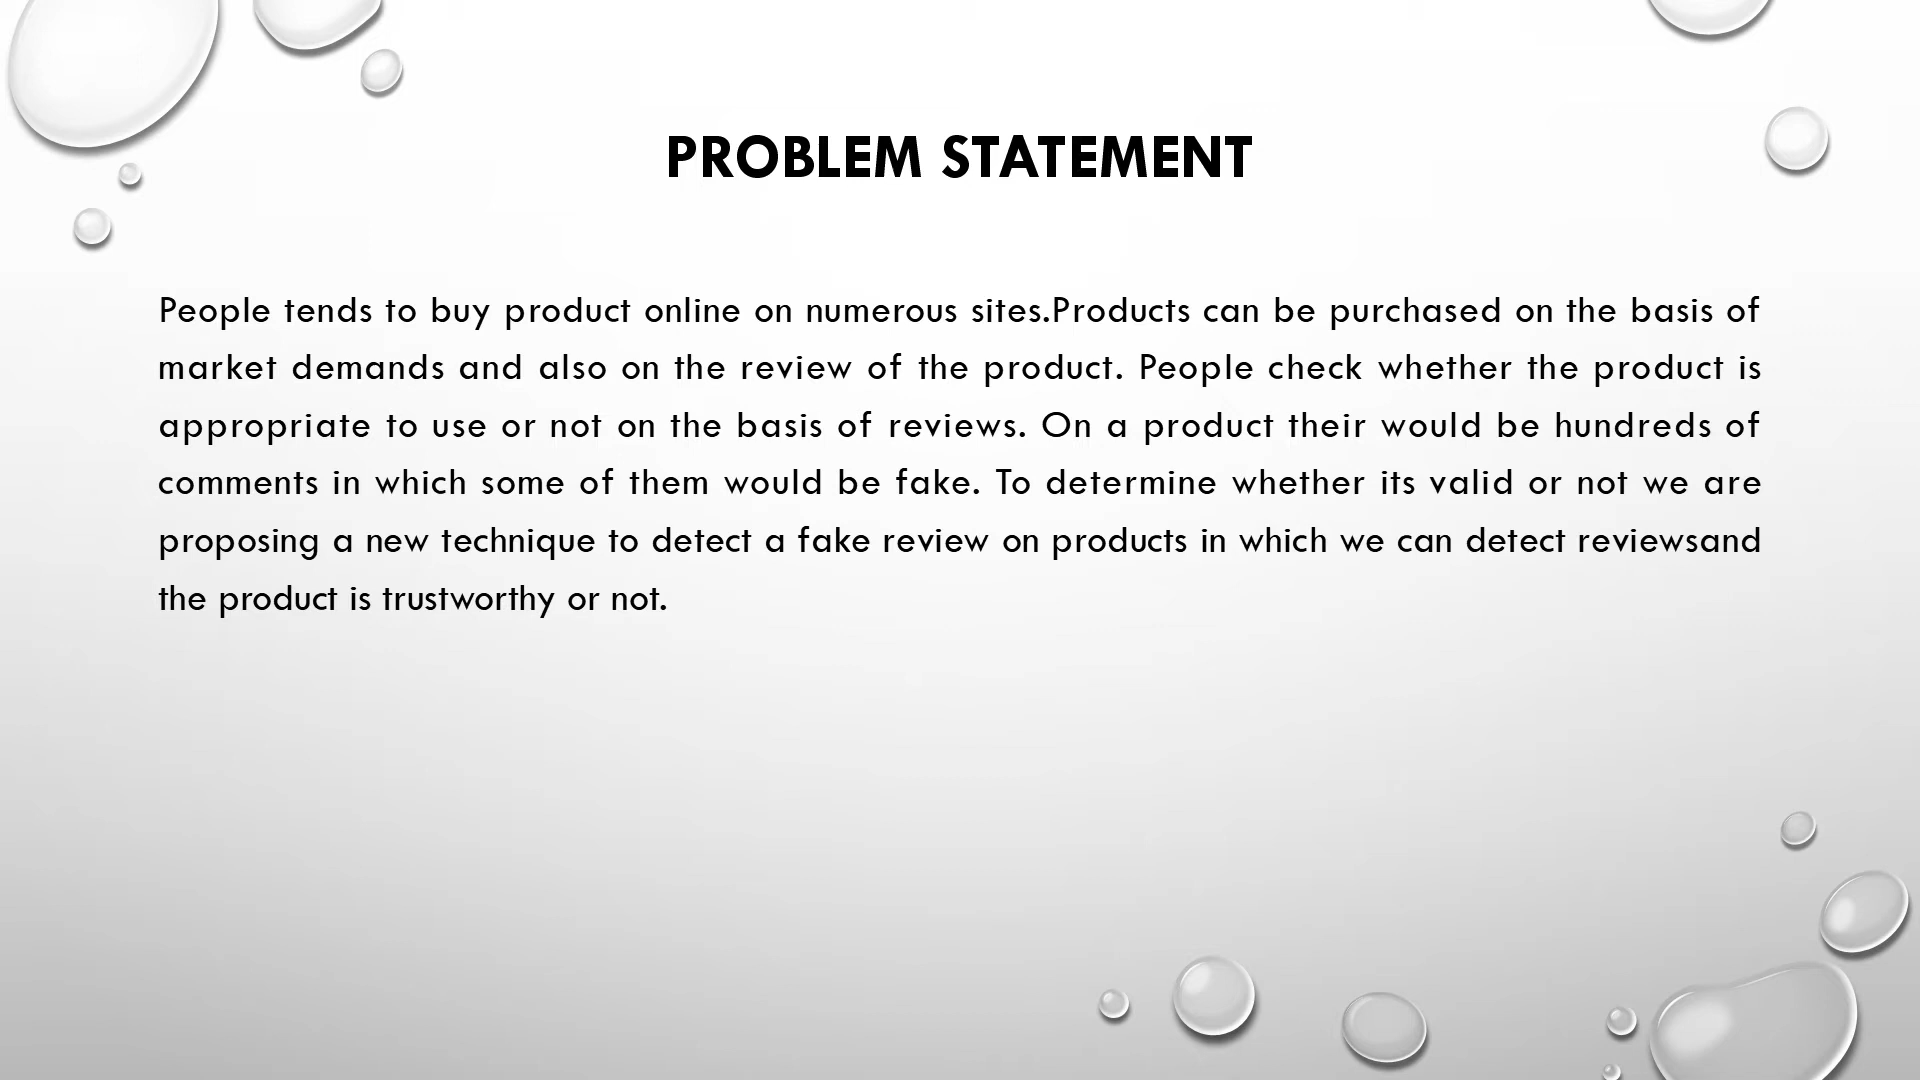 PROBLEM STATEMENT
People tends to buy product online on numerous sites.Products can be purchased on the basis of
market demands and also on the review of the product. People check whether the product is
appropriate to use or not on the basis of reviews. On a product their would be hundreds of
comments in which some of them would be fake. To determine whether its valid or not we are
proposing a new technique to detect a fake review on products in which we can detect reviewsand
the product is trustworthy or not.